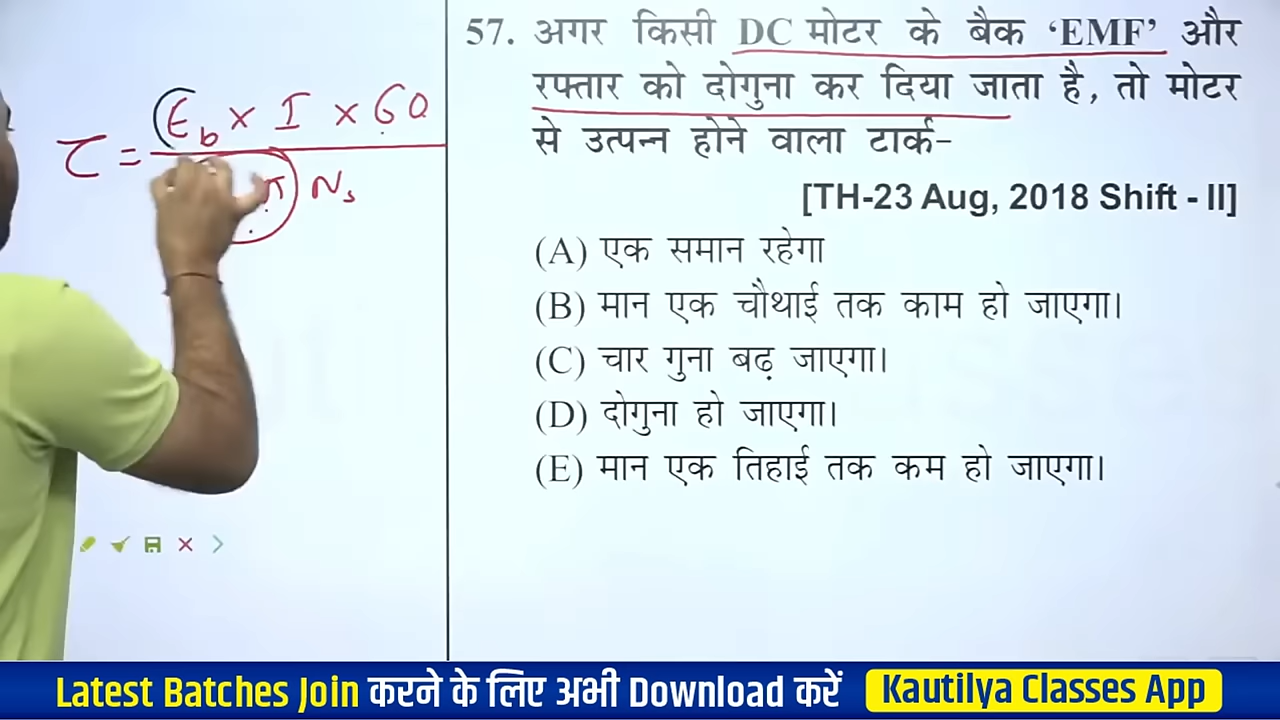 57. अगर किसी DC मोटर के बैक ‘EMF’ और
रफ्तार को दोगुना कर दिया जाता है, तो मोटर
से उत्पन्न होने वाला टार्क-
[TH-23 Aug, 2018 Shift - II]
(A) एक समान रहेगा
(B) मान एक चौथाई तक काम हो जाएगा।
(C) चार गुना बढ़ जाएगा।
(D) दोगुना हो जाएगा।
(E) मान एक तिहाई तक कम हो जाएगा।
τ = (E_b × I × 60
π) N_s
Latest Batches Join करने के लिए अभी Download करें Kautilya Classes App